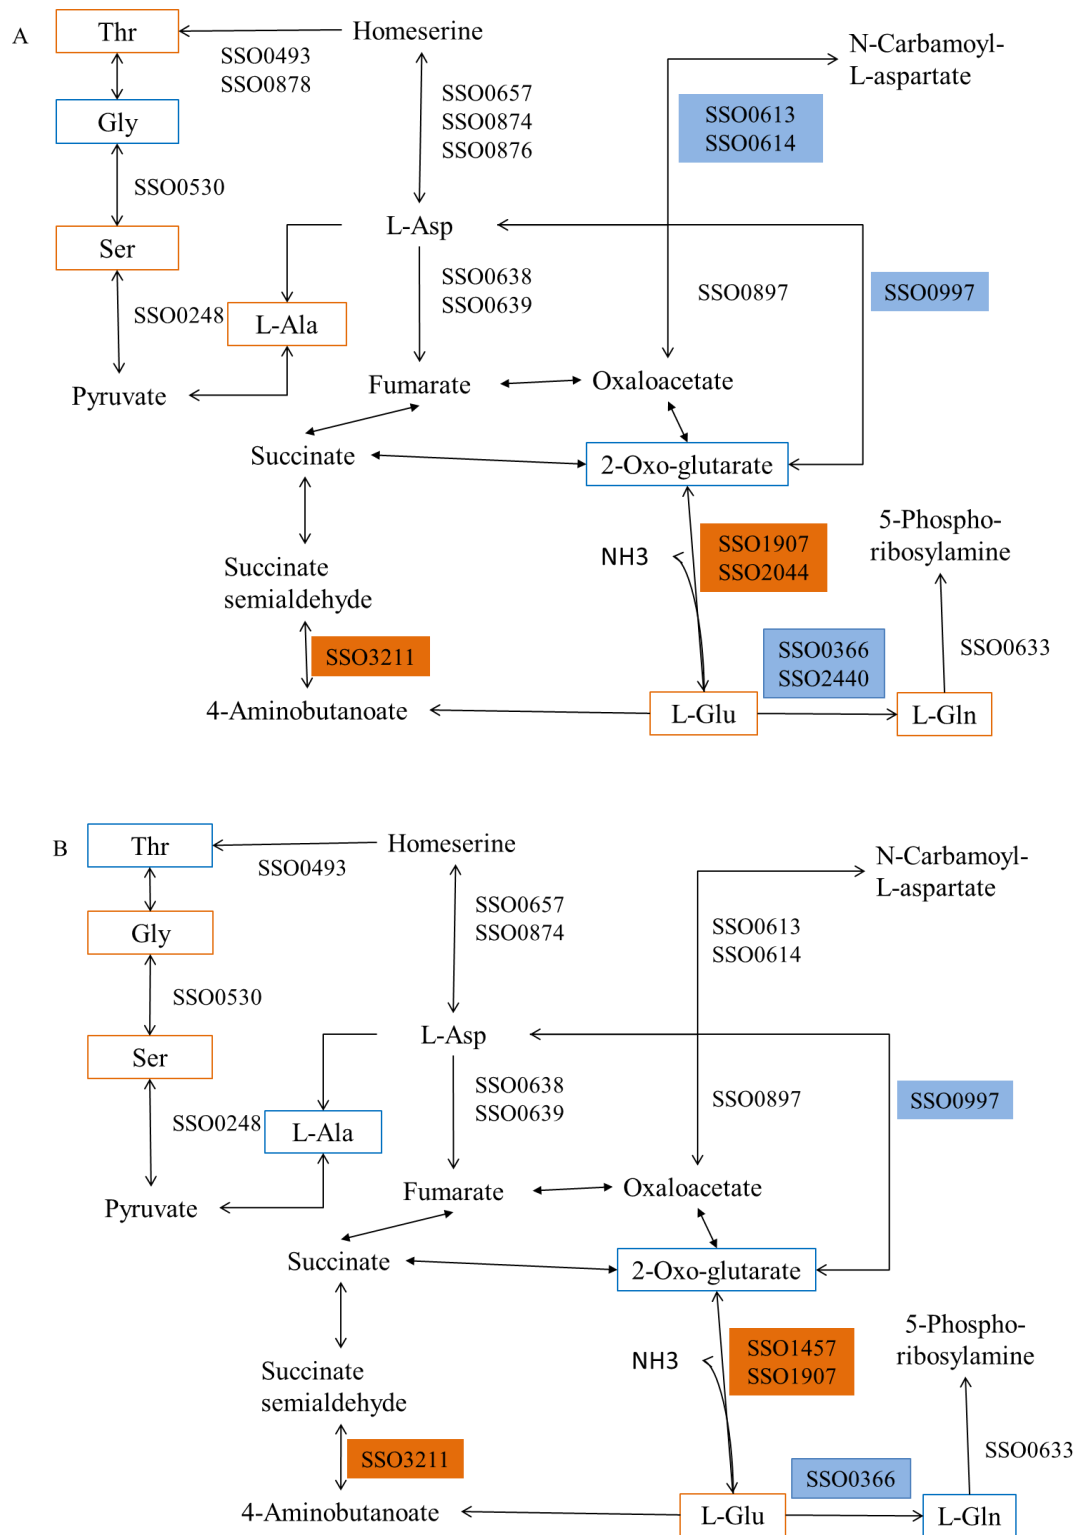 A
Thr
Homeserine
SSO0493
SSO0878
N-Carbamoyl-
L-aspartate
SSO0657
SSO0874
SSO0876
SSO0613
SSO0614
Gly
SSO0530
Ser
L-Asp
SSO0638
SSO0639
SSO0897
SSO0997
SSO0248
L-Ala
Pyruvate
Fumarate
Oxaloacetate
Succinate
2-Oxo-glutarate
NH3
SSO1907
SSO2044
5-Phospho-
ribosylamine
Succinate
semialdehyde
SSO3211
SSO0366
SSO2440
SSO0633
4-Aminobutanoate
L-Glu
L-Gln
B
Thr
Homeserine
SSO0493
N-Carbamoyl-
L-aspartate
SSO0657
SSO0874
SSO0613
SSO0614
Gly
SSO0530
Ser
L-Asp
SSO0638
SSO0639
SSO0897
SSO0997
SSO0248
L-Ala
Pyruvate
Fumarate
Oxaloacetate
Succinate
2-Oxo-glutarate
NH3
SSO1457
SSO1907
5-Phospho-
ribosylamine
Succinate
semialdehyde
SSO3211
SSO0366
SSO0633
4-Aminobutanoate
L-Glu
L-Gln